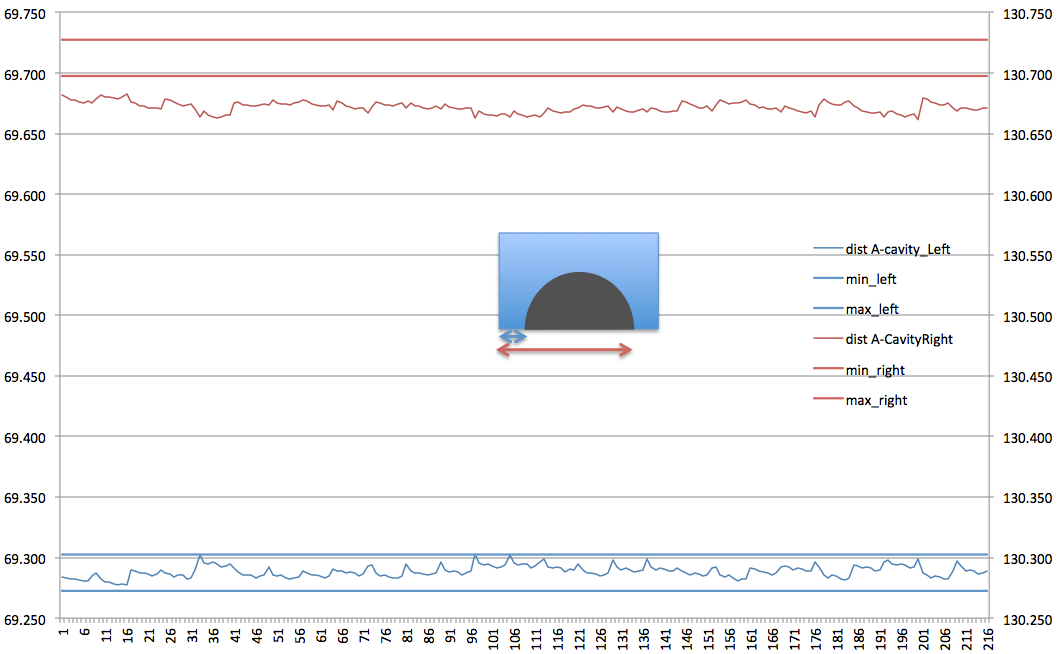 69.750 130.750
69.700 130.700
69.650 130.650
69.600 130.600
69.550 dist A-cavity_Left 130.550
min_left
69.500 max_left 130.500
dist A-CavityRight
69.450 min_right 130.450
max_right
69.400 130.400
69.350 130.350
69.300 130.300
69.250 130.250
1 6 11 16 21 26 31 36 41 46 51 56 61 66 71 76 81 86 91 96 101 106 111 116 121 126 131 136 141 146 151 156 161 166 171 176 181 186 191 196 201 206 211 216